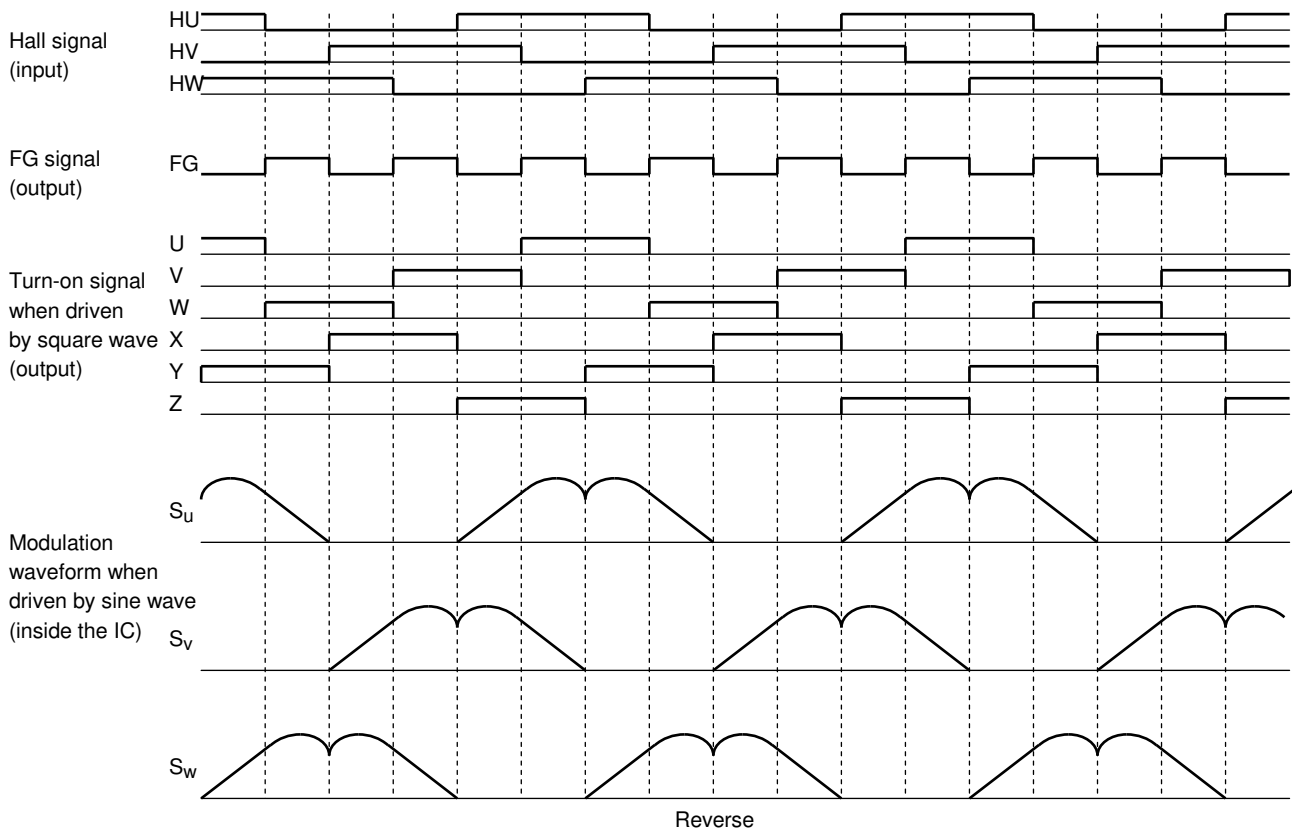 Hall signal
(input)
HU
HV
HW
FG signal
(output)
FG
Turn-on signal
when driven
by square wave
(output)
U
V
W
X
Y
Z
Modulation
waveform when
driven by sine wave
(inside the IC)
Su
Sv
Sw
Reverse